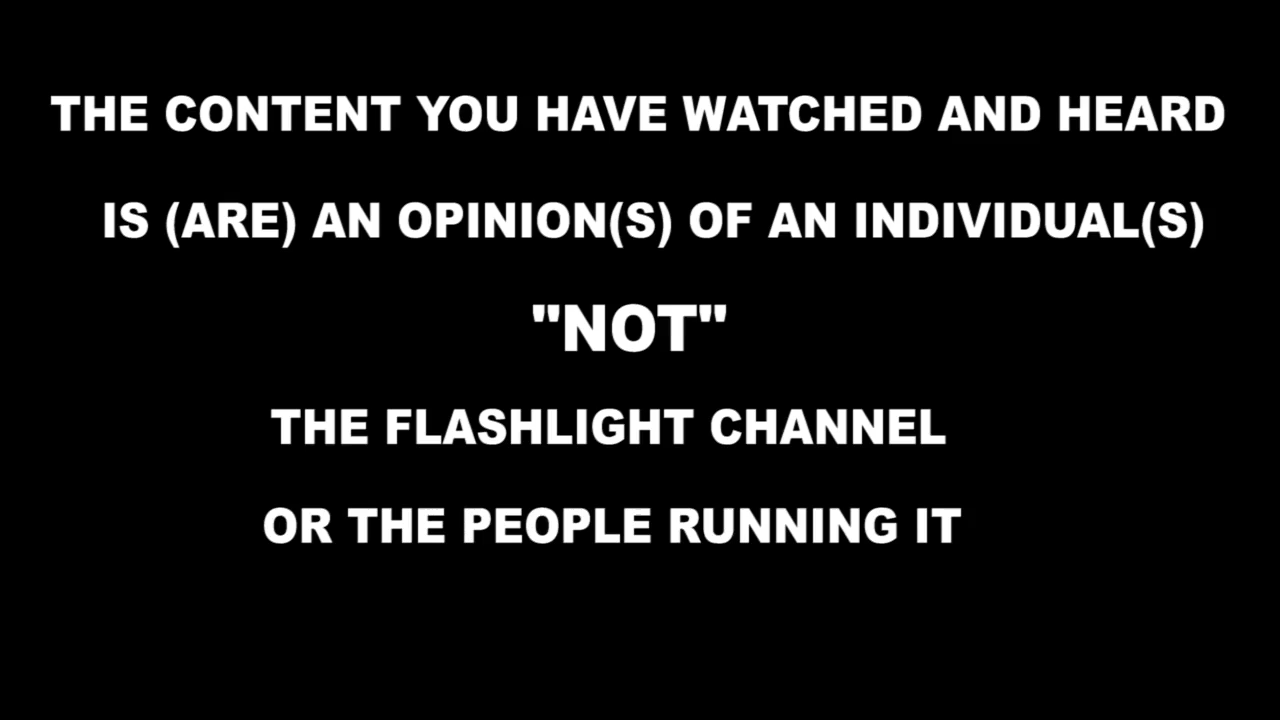 THE CONTENT YOU HAVE WATCHED AND HEARD
IS (ARE) AN OPINION(S) OF AN INDIVIDUAL(S)
"NOT"
THE FLASHLIGHT CHANNEL
OR THE PEOPLE RUNNING IT